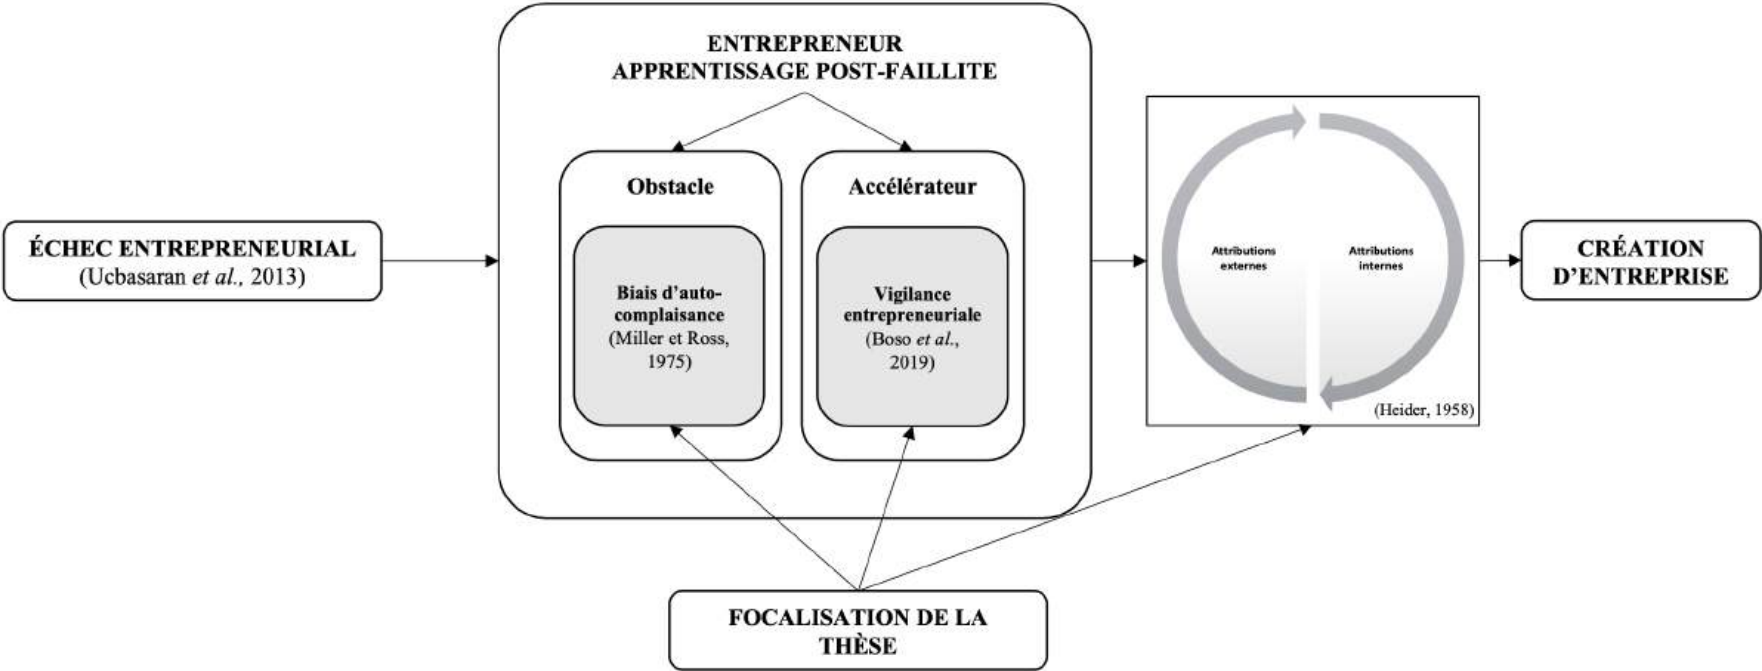 ENTREPRENEUR
APPRENTISSAGE POST-FAILLITE
Obstacle
Accélérateur
ÉCHEC ENTREPRENEURIAL
(Ucbasaran et al., 2013)
Biais d'auto-
complaisance
(Miller et Ross,
1975)
Vigilance
entrepreneuriale
(Boso et al.,
2019)
Attributions
externes
Attributions
internes
(Heider, 1958)
CRÉATION
D'ENTREPRISE
FOCALISATION DE LA
THÈSE